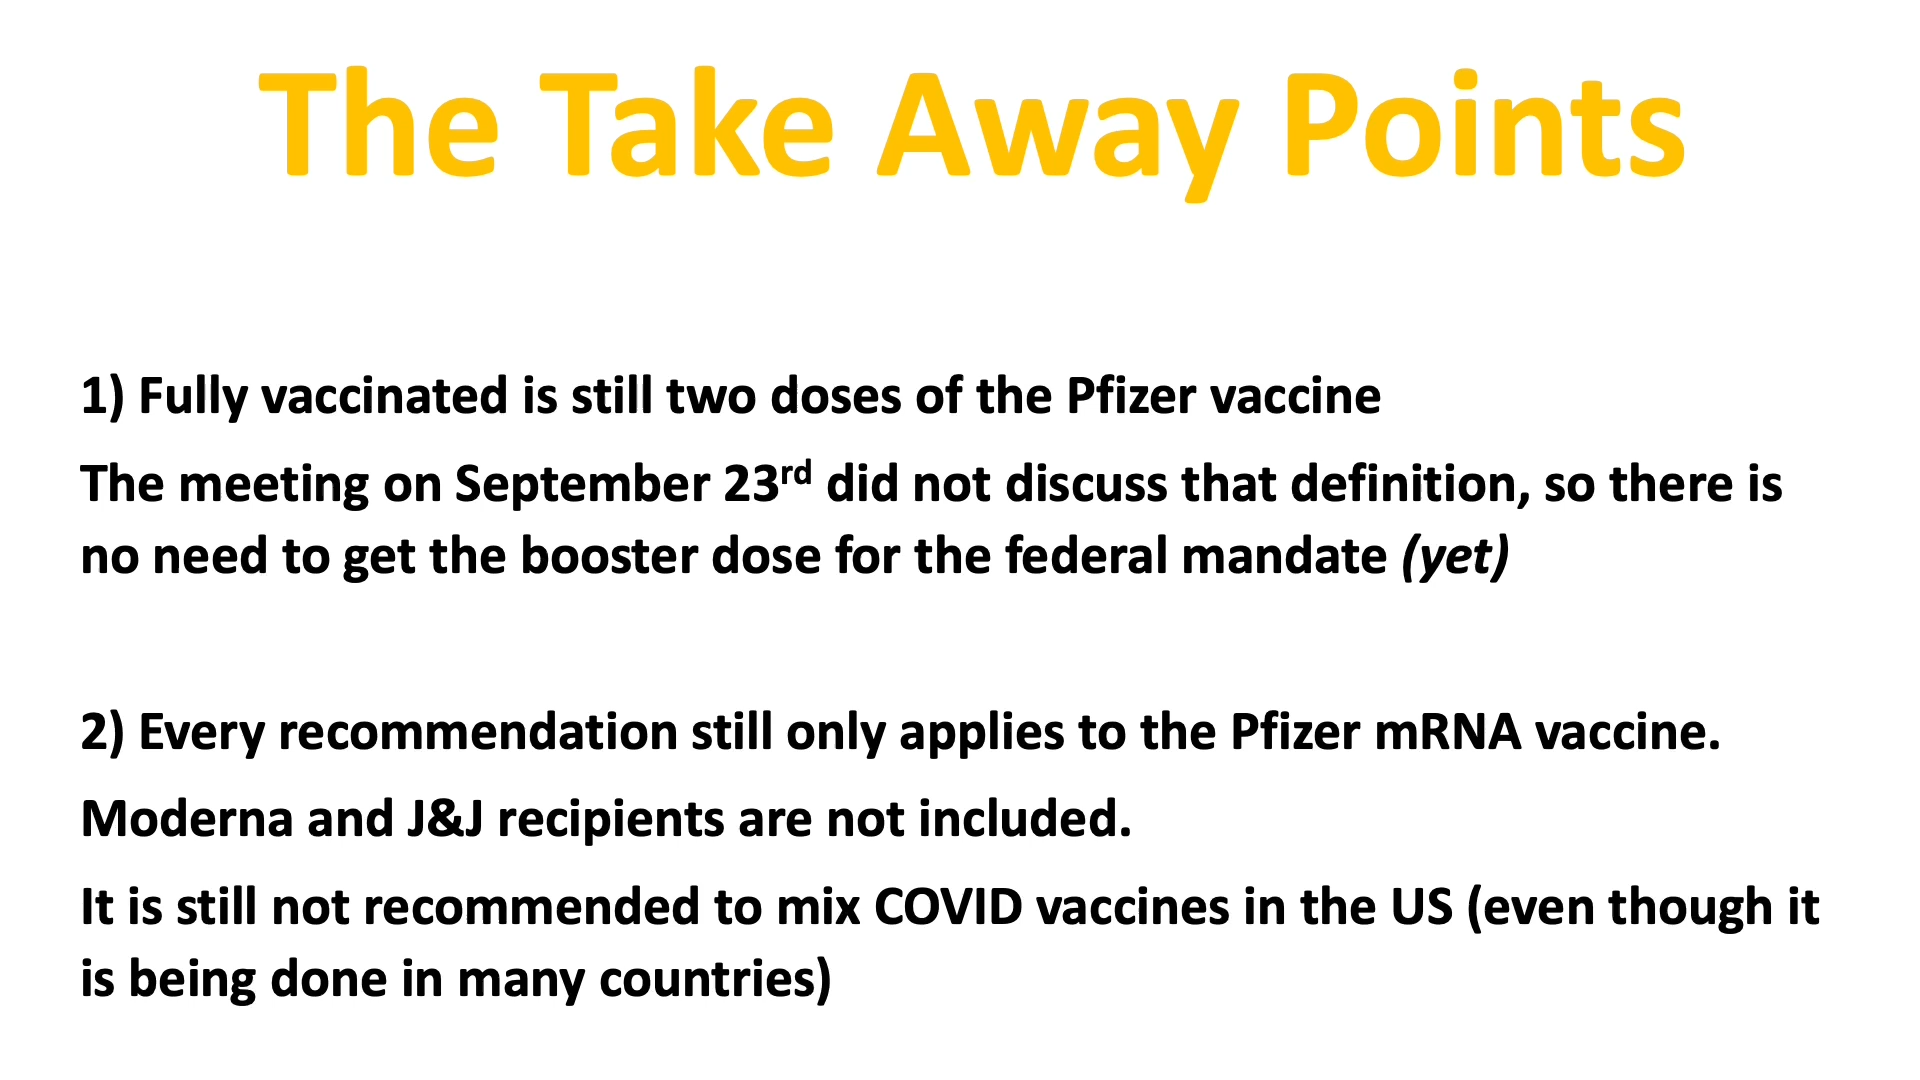 The Take Away Points
1) Fully vaccinated is still two doses of the Pfizer vaccine
The meeting on September 23rd did not discuss that definition, so there is
no need to get the booster dose for the federal mandate (yet)
2) Every recommendation still only applies to the Pfizer mRNA vaccine.
Moderna and J&J recipients are not included.
It is still not recommended to mix COVID vaccines in the US (even though it
is being done in many countries)